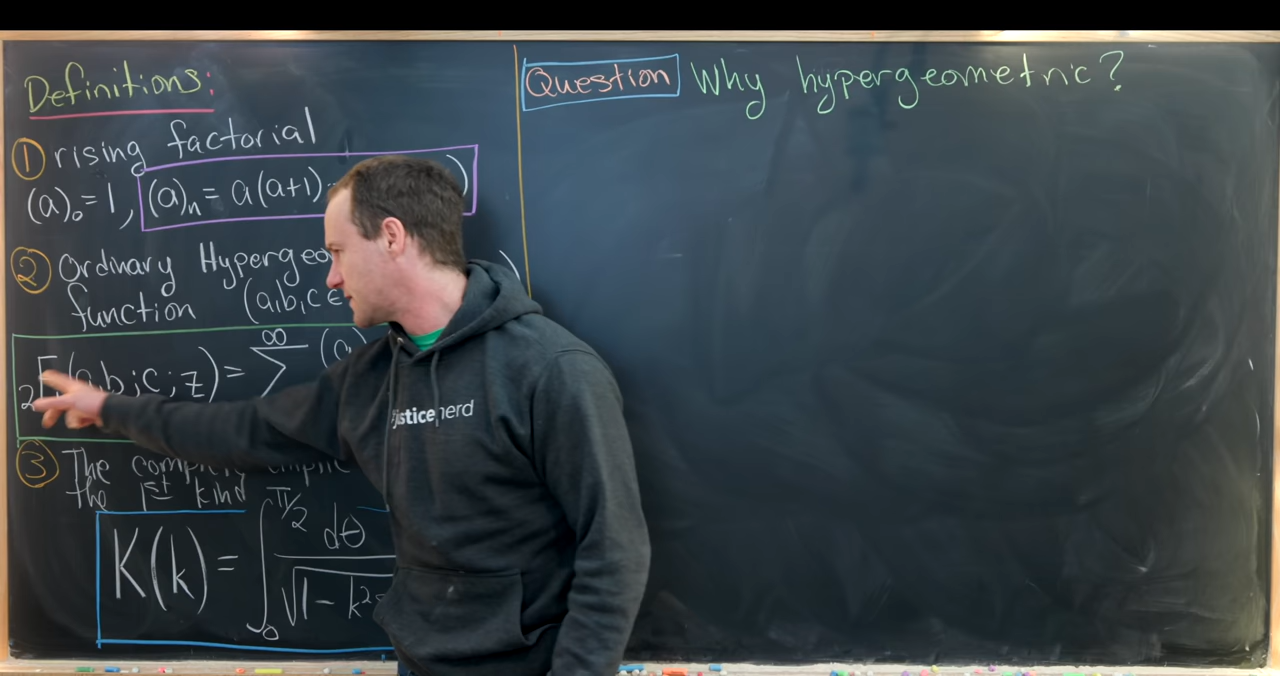 Definitions:
① rising factorial
(a)₀ = 1, (a)ₙ = a(a+1) )
② Ordinary Hypergeo )
function (a,b,c ∈
₂F(a,b;c;z) = ∑ ∞ (a)
③ The
the 1st kind
K(k) = ∫₀^π/2 dθ / √1 - k²
Question Why hypergeometric?
#justicenerd